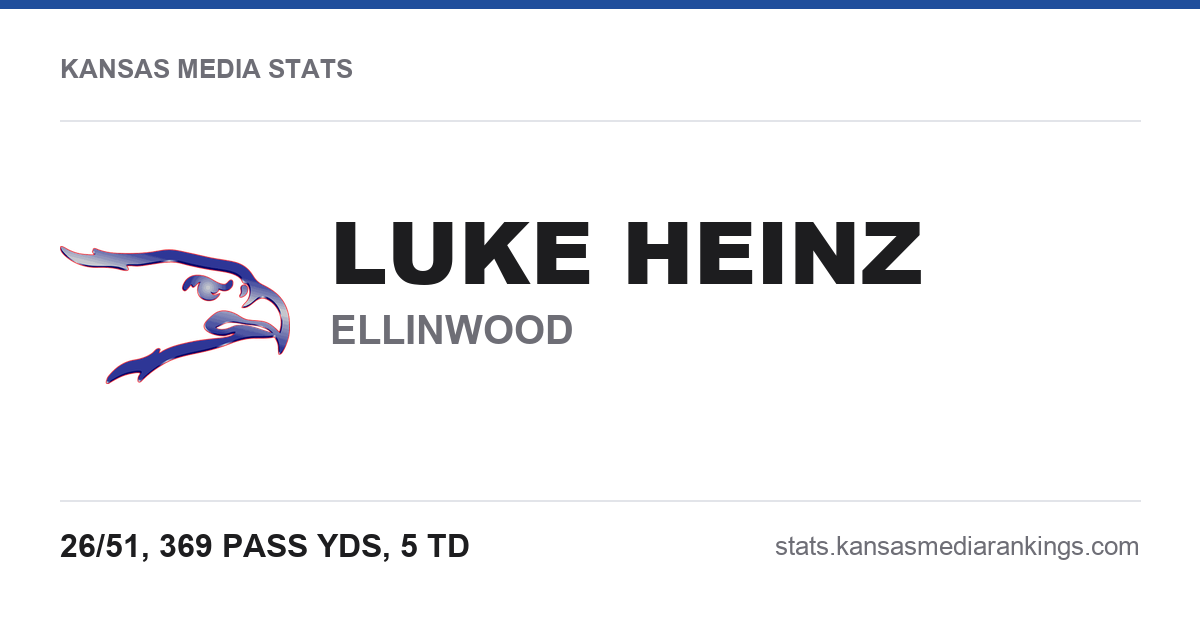 KANSAS MEDIA STATS
LUKE HEINZ
ELLINWOOD
26/51, 369 PASS YDS, 5 TD
stats.kansasmediarankings.com